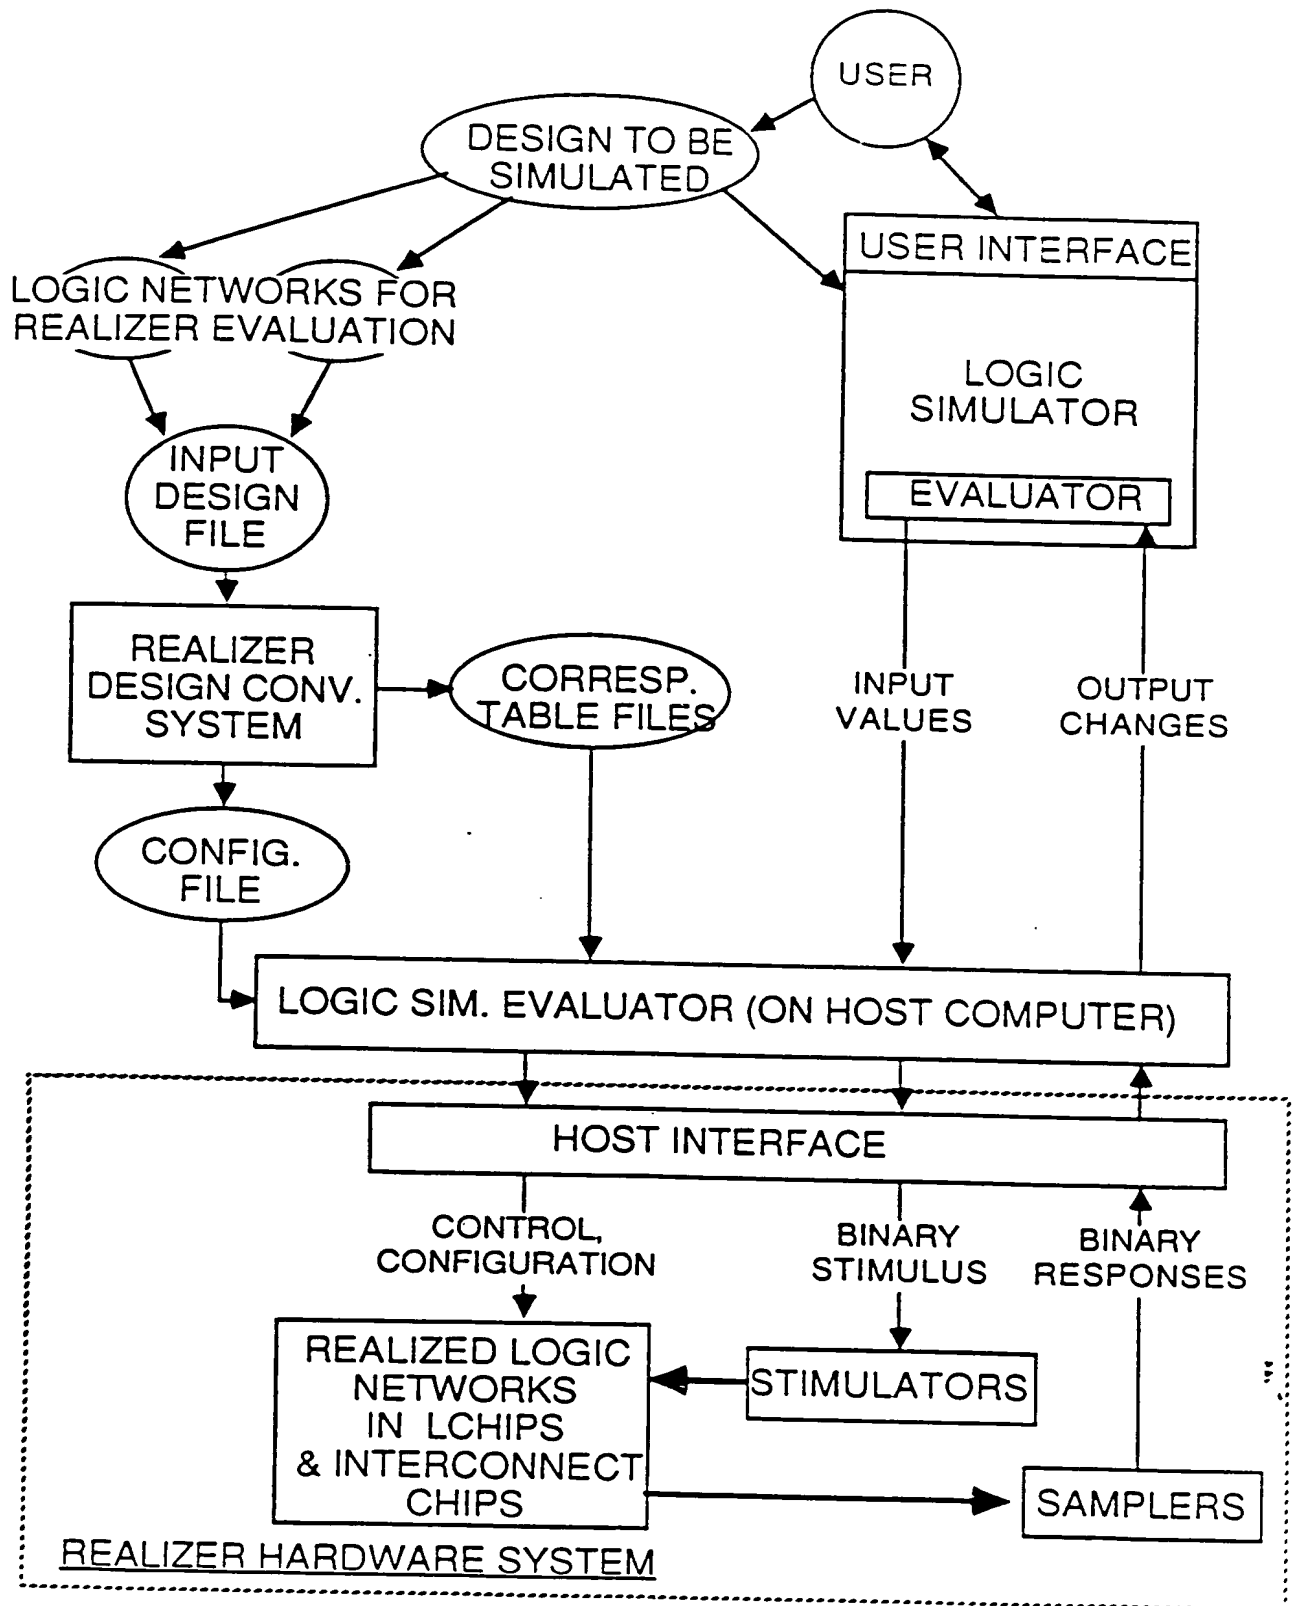 USER
DESIGN TO BE
SIMULATED
USER INTERFACE
LOGIC NETWORKS FOR
REALIZER EVALUATION
LOGIC
SIMULATOR
EVALUATOR
INPUT
DESIGN
FILE
REALIZER
DESIGN CONV.
SYSTEM
CORRESP.
TABLE FILES
INPUT
VALUES
OUTPUT
CHANGES
CONFIG.
FILE
LOGIC SIM. EVALUATOR (ON HOST COMPUTER)
HOST INTERFACE
CONTROL,
CONFIGURATION
BINARY
STIMULUS
BINARY
RESPONSES
REALIZED LOGIC
NETWORKS
IN LCHIPS
& INTERCONNECT
CHIPS
STIMULATORS
SAMPLERS
REALIZER HARDWARE SYSTEM